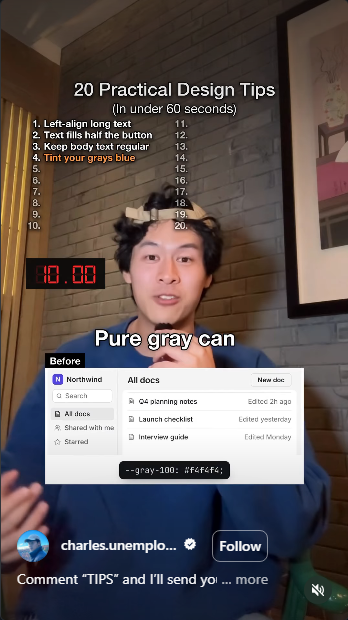 20 Practical Design Tips
(In under 60 seconds)
1. Left-align long text
2. Text fills half the button
3. Keep body text regular
4. Tint your grays blue
5.
6.
7.
8.
9.
10.
11.
12.
13.
14.
15.
16.
17.
18.
19.
20.
10.00
Pure gray can
Before
N Northwind
Search
All docs
Shared with me
Starred
All docs
New doc
Q4 planning notes Edited 2h ago
Launch checklist Edited yesterday
Interview guide Edited Monday
--gray-100: #f4f4f4;
charles.unemplo... Follow
Comment “TIPS” and I’ll send you ... more